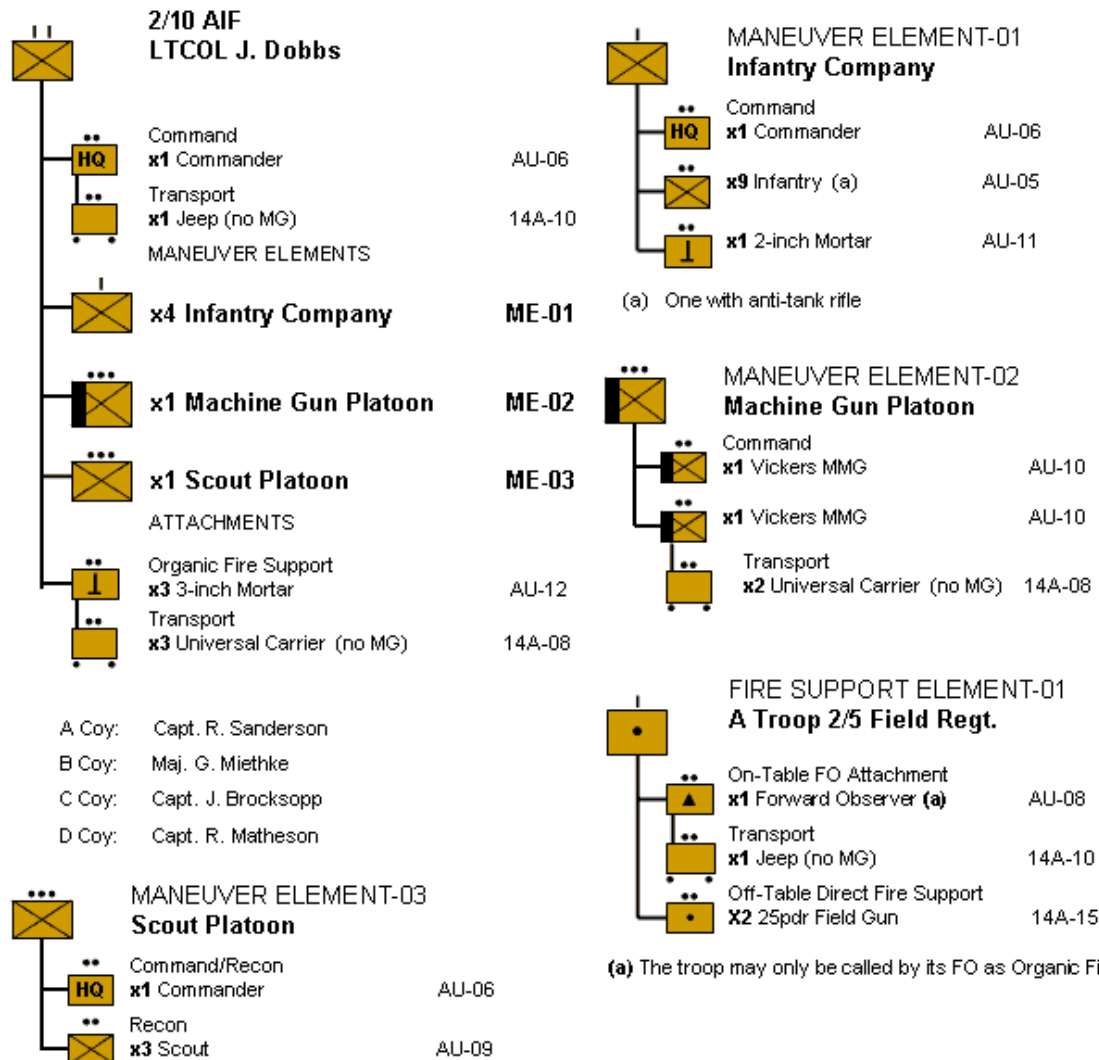 2/10 AIF
LTCOL J. Dobbs
Command
HQ
x1 Commander AU-06
Transport
x1 Jeep (no MG) 14A-10
MANEUVER ELEMENTS
x4 Infantry Company ME-01
x1 Machine Gun Platoon ME-02
x1 Scout Platoon ME-03
ATTACHMENTS
Organic Fire Support
x3 3-inch Mortar AU-12
Transport
x3 Universal Carrier (no MG) 14A-08
A Coy: Capt. R. Sanderson
B Coy: Maj. G. Miethke
C Coy: Capt. J. Brocksopp
D Coy: Capt. R. Matheson
MANEUVER ELEMENT-03
Scout Platoon
Command/Recon
HQ
x1 Commander AU-06
Recon
x3 Scout AU-09
MANEUVER ELEMENT-01
Infantry Company
Command
HQ
x1 Commander AU-06
x9 Infantry (a) AU-05
x1 2-inch Mortar AU-11
(a) One with anti-tank rifle
MANEUVER ELEMENT-02
Machine Gun Platoon
Command
x1 Vickers MMG AU-10
x1 Vickers MMG AU-10
Transport
x2 Universal Carrier (no MG) 14A-08
FIRE SUPPORT ELEMENT-01
A Troop 2/5 Field Regt.
On-Table FO Attachment
x1 Forward Observer (a) AU-08
Transport
x1 Jeep (no MG) 14A-10
Off-Table Direct Fire Support
X2 25pdr Field Gun 14A-15
(a) The troop may only be called by its FO as Organic Fi